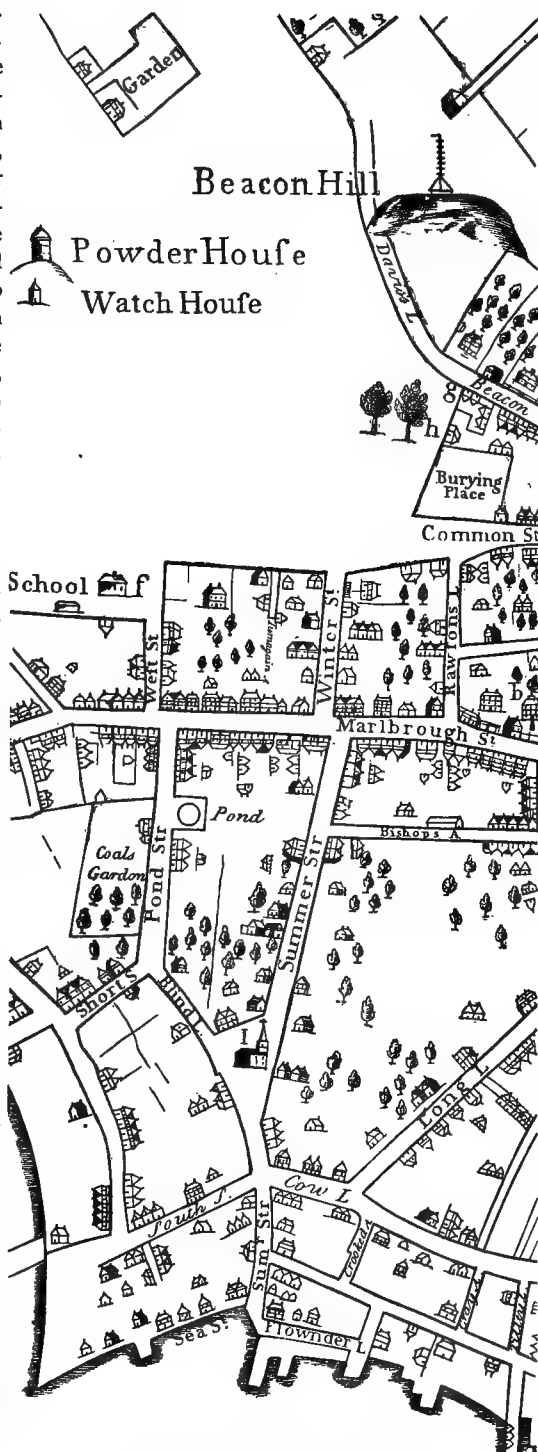 Garden
Beacon Hill
Powder Houſe
Watch Houſe
Daviss L
Beacon
g
h
Burying
Place
Common St
School
f
West St
Winter St
Rawſons L
b
Marlbrough St
Pond
Bishops A
Coals
Gardon
Pond Str
Summer Str
Short S
Blind L
I
Long L
Cow L
South S.
Sum Str
Crooked
Sea St
Flownder L